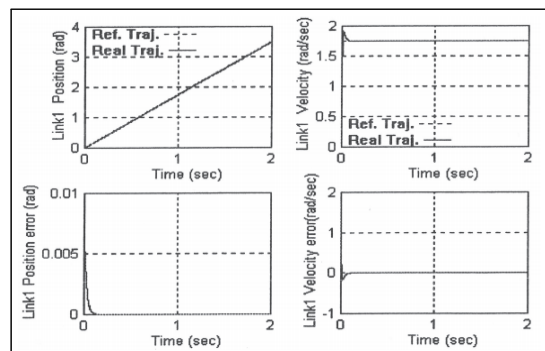 Link1 Position (rad)
4
3
2
1
0
Ref. Traj.
Real Traj.
0
1
2
Time (sec)
Link1 Velocity (rad/sec)
2
1.5
1
0.5
0
Ref. Traj.
Real Traj.
0
1
2
Time (sec)
Link1 Position error (rad)
0.01
0.005
0
0
1
2
Time (sec)
Link1 Velocity error(rad/sec)
2
1
0
-1
0
1
2
Time (sec)